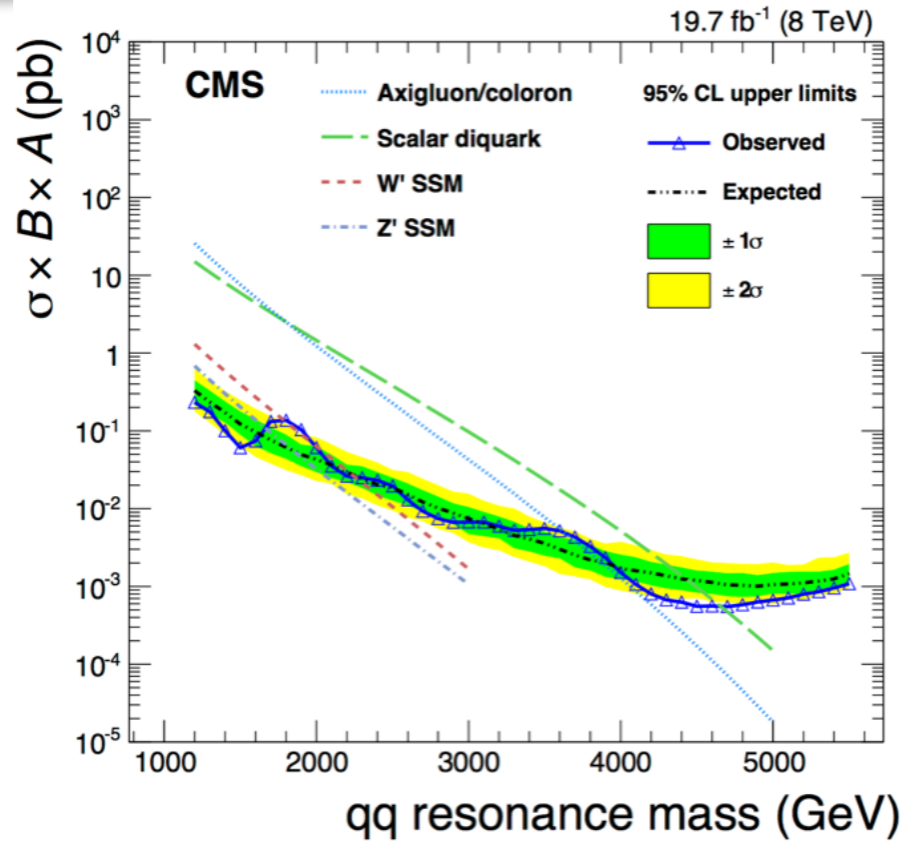 19.7 fb⁻¹ (8 TeV)
σ × B × A (pb)
10⁴
10³
10²
10
1
10⁻¹
10⁻²
10⁻³
10⁻⁴
10⁻⁵
CMS
Axigluon/coloron
Scalar diquark
W' SSM
Z' SSM
95% CL upper limits
Observed
Expected
± 1σ
± 2σ
1000 2000 3000 4000 5000
qq resonance mass (GeV)